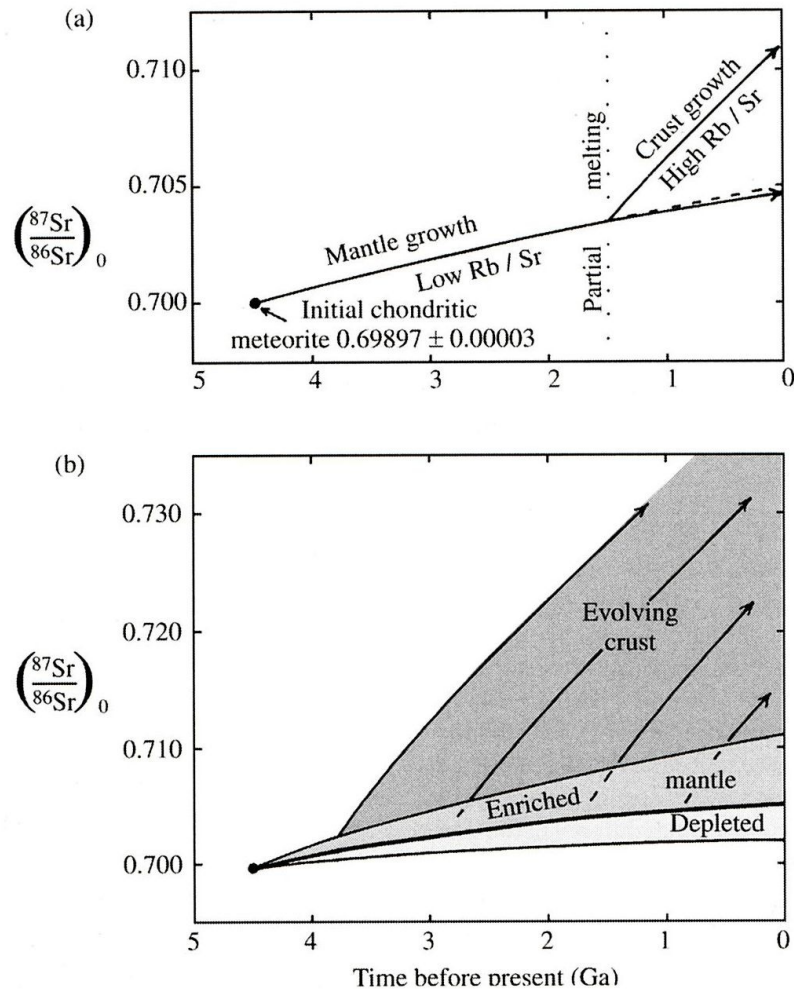 (a)
0.710
0.705
0.700
(87Sr/86Sr)0
Crust growth
High Rb / Sr
melting
Partial
Mantle growth
Low Rb / Sr
Initial chondritic
meteorite 0.69897 ± 0.00003
5 4 3 2 1 0
(b)
0.730
0.720
0.710
0.700
(87Sr/86Sr)0
Evolving
crust
Enriched
mantle
Depleted
5 4 3 2 1 0
Time before present (Ga)